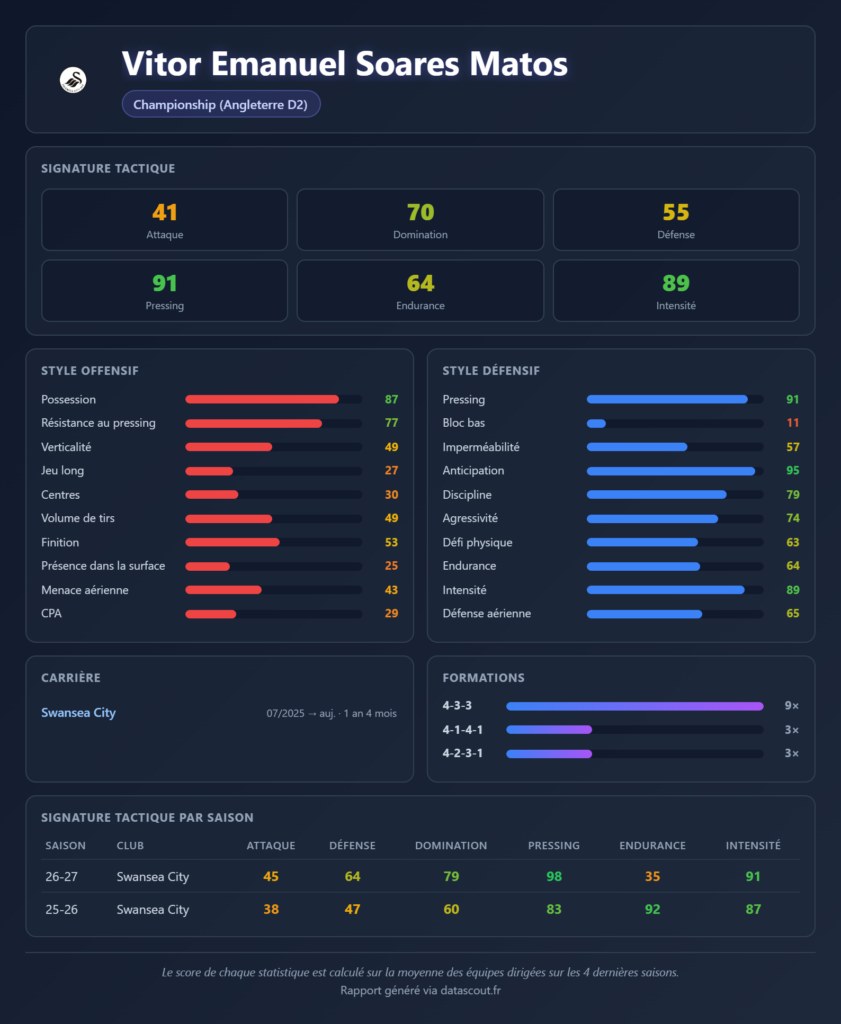 Vitor Emanuel Soares Matos
Championship (Angleterre D2)
SIGNATURE TACTIQUE
41
Attaque
70
Domination
55
Défense
91
Pressing
64
Endurance
89
Intensité
STYLE OFFENSIF
Possession 87
Résistance au pressing 77
Verticalité 49
Jeu long 27
Centres 30
Volume de tirs 49
Finition 53
Présence dans la surface 25
Menace aérienne 43
CPA 29
STYLE DÉFENSIF
Pressing 91
Bloc bas 11
Imperméabilité 57
Anticipation 95
Discipline 79
Agressivité 74
Défi physique 63
Endurance 64
Intensité 89
Défense aérienne 65
CARRIÈRE
Swansea City 07/2025 → auj. · 1 an 4 mois
FORMATIONS
4-3-3 9×
4-1-4-1 3×
4-2-3-1 3×
SIGNATURE TACTIQUE PAR SAISON
SAISON CLUB ATTAQUE DÉFENSE DOMINATION PRESSING ENDURANCE INTENSITÉ
26-27 Swansea City 45 64 79 98 35 91
25-26 Swansea City 38 47 60 83 92 87
Le score de chaque statistique est calculé sur la moyenne des équipes dirigées sur les 4 dernières saisons.
Rapport généré via datascout.fr